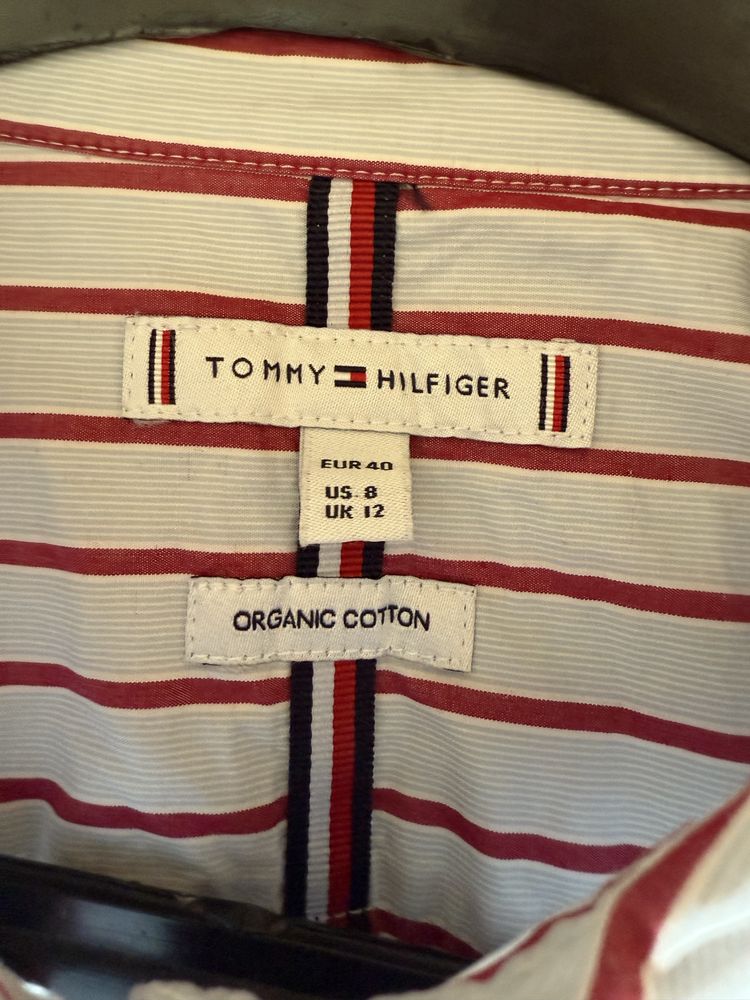 TOMMY HILFIGER
EUR 40
US 8
UK 12
ORGANIC COTTON